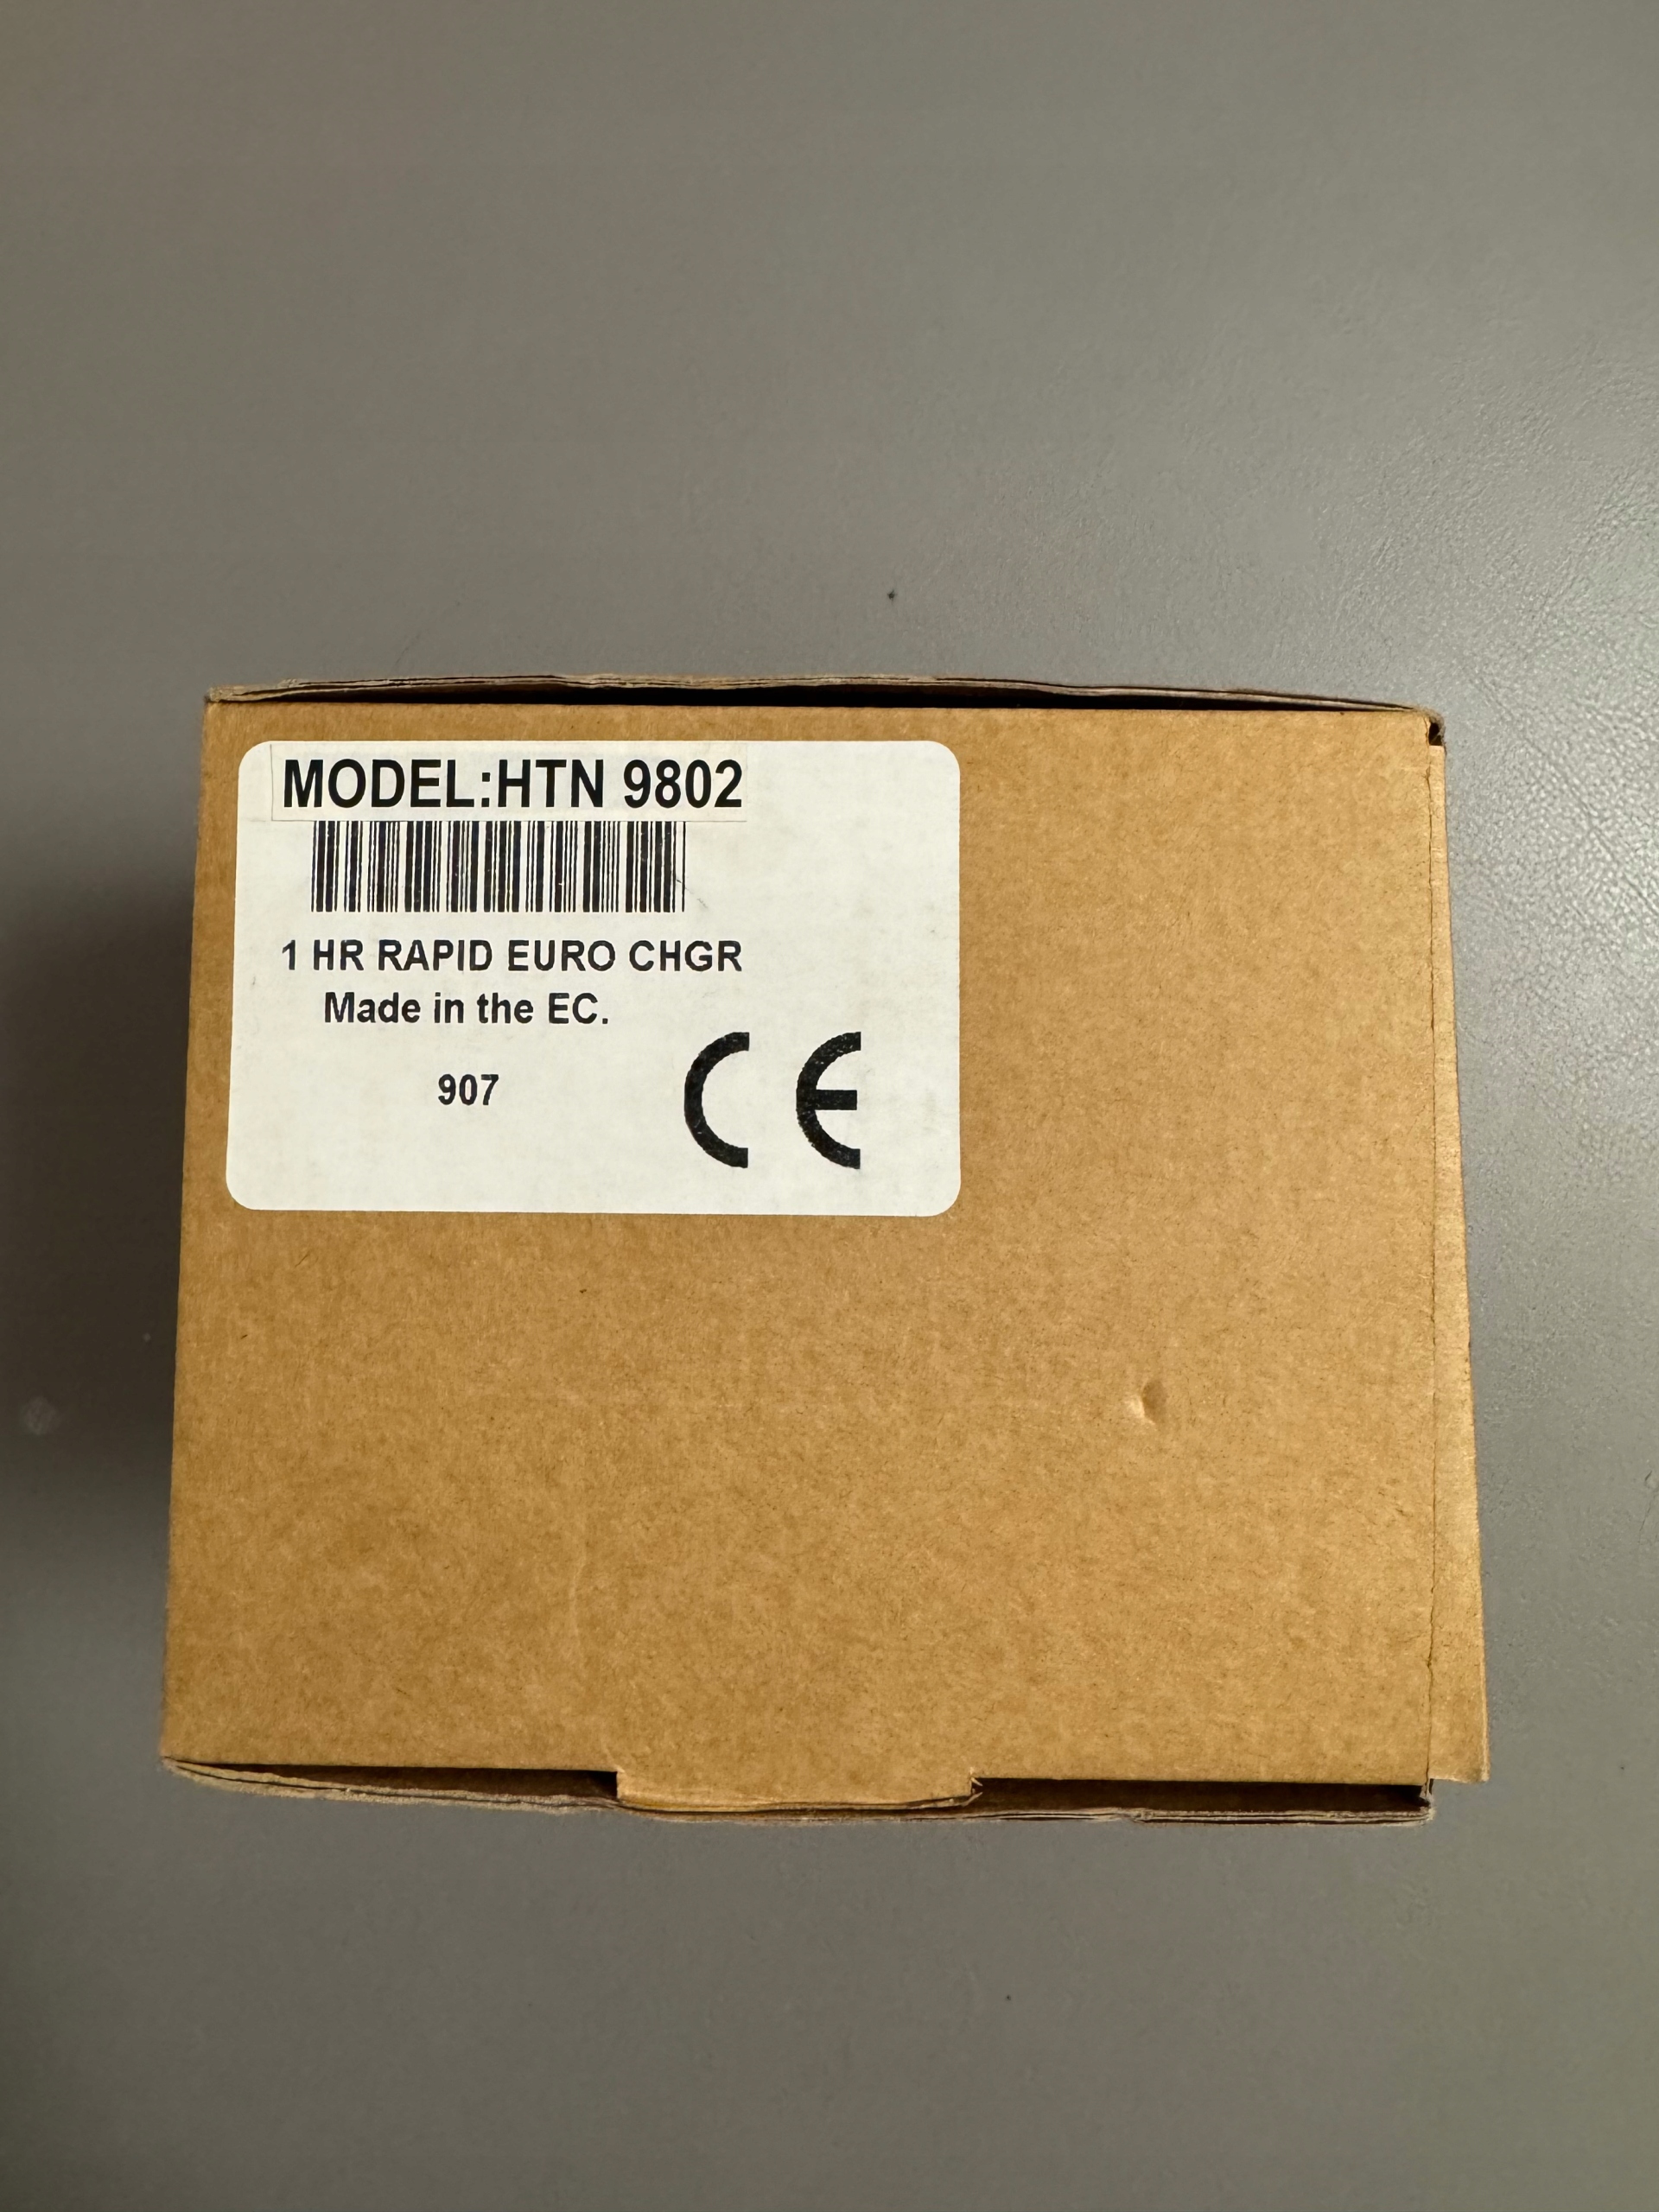 MODEL:HTN 9802
1 HR RAPID EURO CHGR
Made in the EC.
907
CE